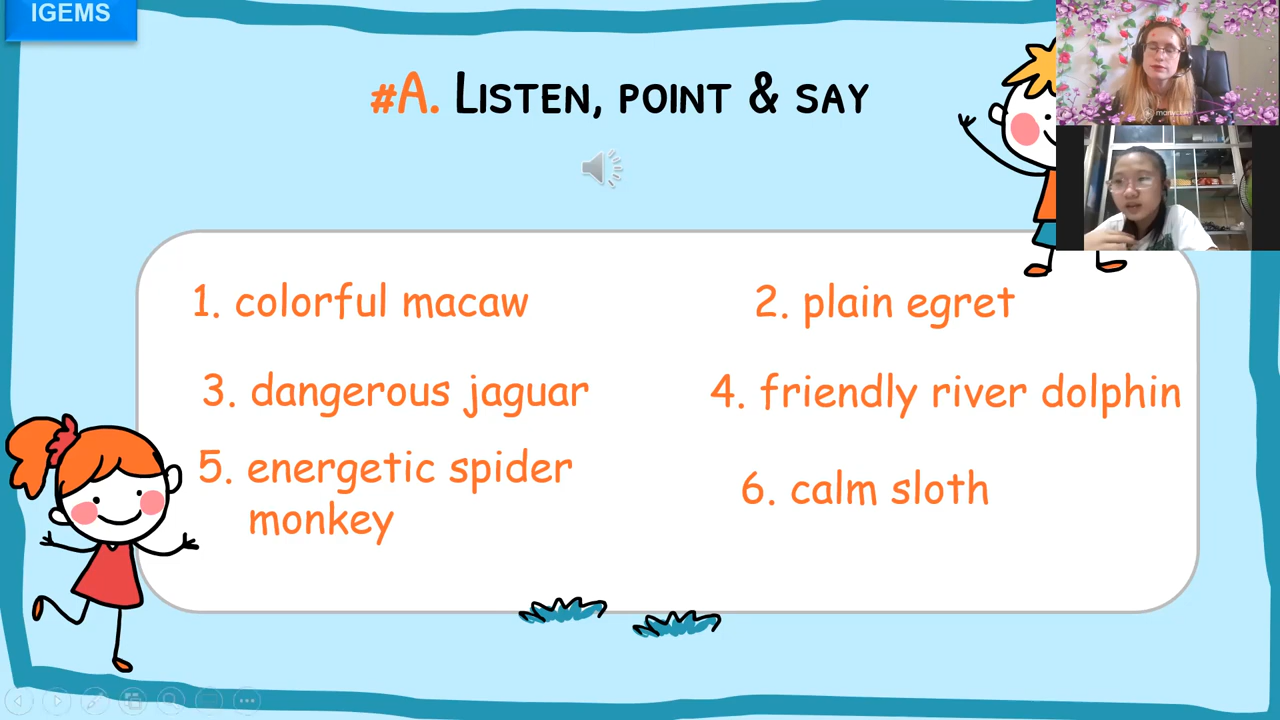 IGEMS
#A. LISTEN, POINT & SAY
1. colorful macaw
2. plain egret
3. dangerous jaguar
4. friendly river dolphin
5. energetic spider
monkey
6. calm sloth